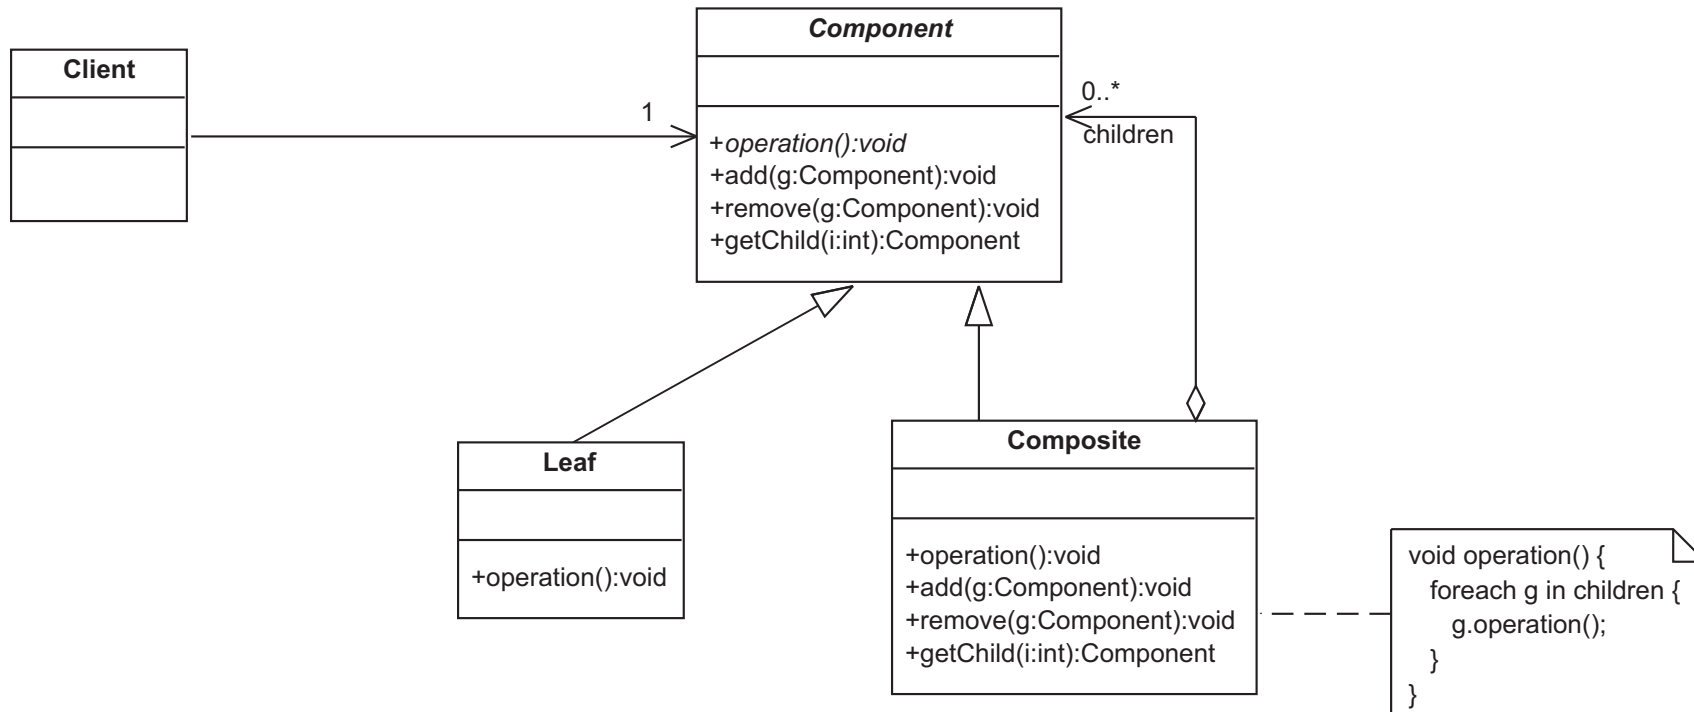 Component
Client
0..*
1
children
+operation():void
+add(g:Component):void
+remove(g:Component):void
+getChild(i:int):Component
Leaf
+operation():void
Composite
+operation():void
+add(g:Component):void
+remove(g:Component):void
+getChild(i:int):Component
void operation() {
foreach g in children {
g.operation();
}
}